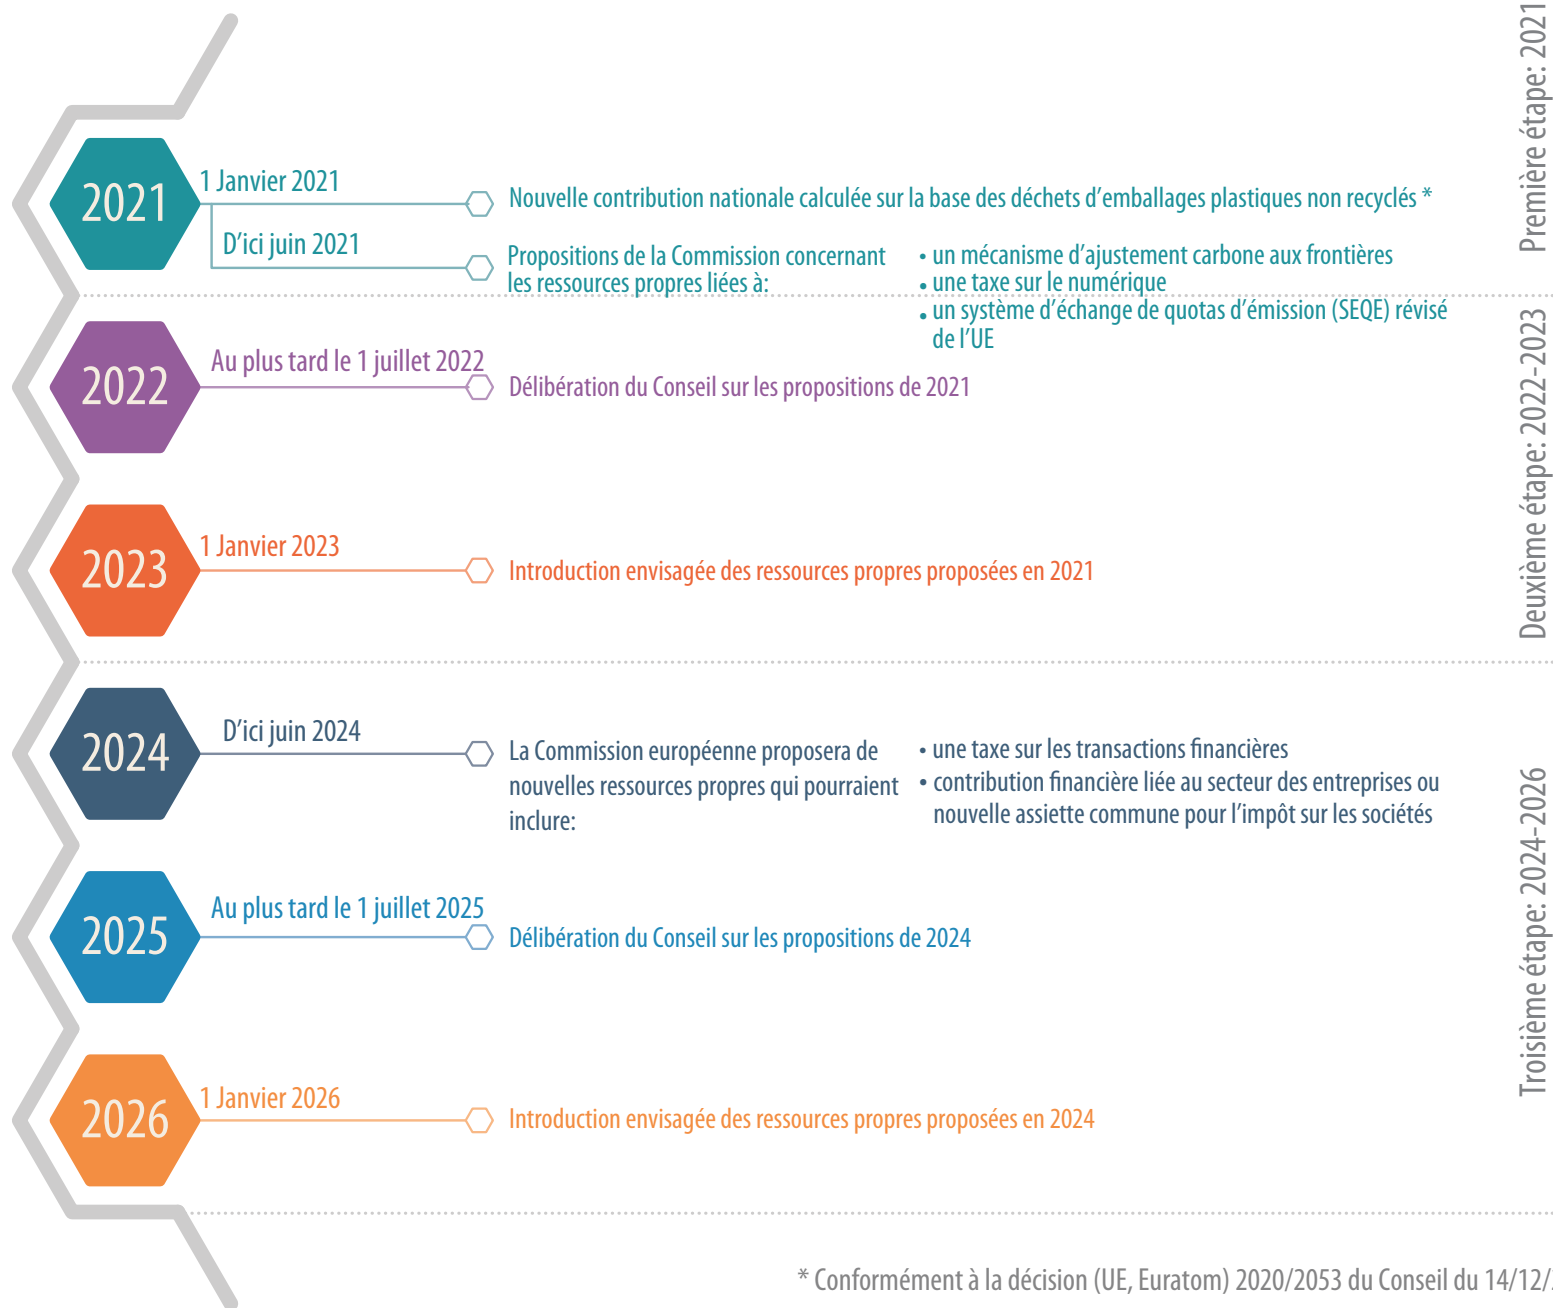 Première étape: 2021
2021
1 Janvier 2021
Nouvelle contribution nationale calculée sur la base des déchets d’emballages plastiques non recyclés *
D’ici juin 2021
Propositions de la Commission concernant
les ressources propres liées à:
• un mécanisme d’ajustement carbone aux frontières
• une taxe sur le numérique
• un système d’échange de quotas d’émission (SEQE) révisé
de l’UE
Deuxième étape: 2022-2023
2022
Au plus tard le 1 juillet 2022
Délibération du Conseil sur les propositions de 2021
2023
1 Janvier 2023
Introduction envisagée des ressources propres proposées en 2021
Troisième étape: 2024-2026
2024
D’ici juin 2024
La Commission européenne proposera de
nouvelles ressources propres qui pourraient
inclure:
• une taxe sur les transactions financières
• contribution financière liée au secteur des entreprises ou
nouvelle assiette commune pour l’impôt sur les sociétés
2025
Au plus tard le 1 juillet 2025
Délibération du Conseil sur les propositions de 2024
2026
1 Janvier 2026
Introduction envisagée des ressources propres proposées en 2024
* Conformément à la décision (UE, Euratom) 2020/2053 du Conseil du 14/12/